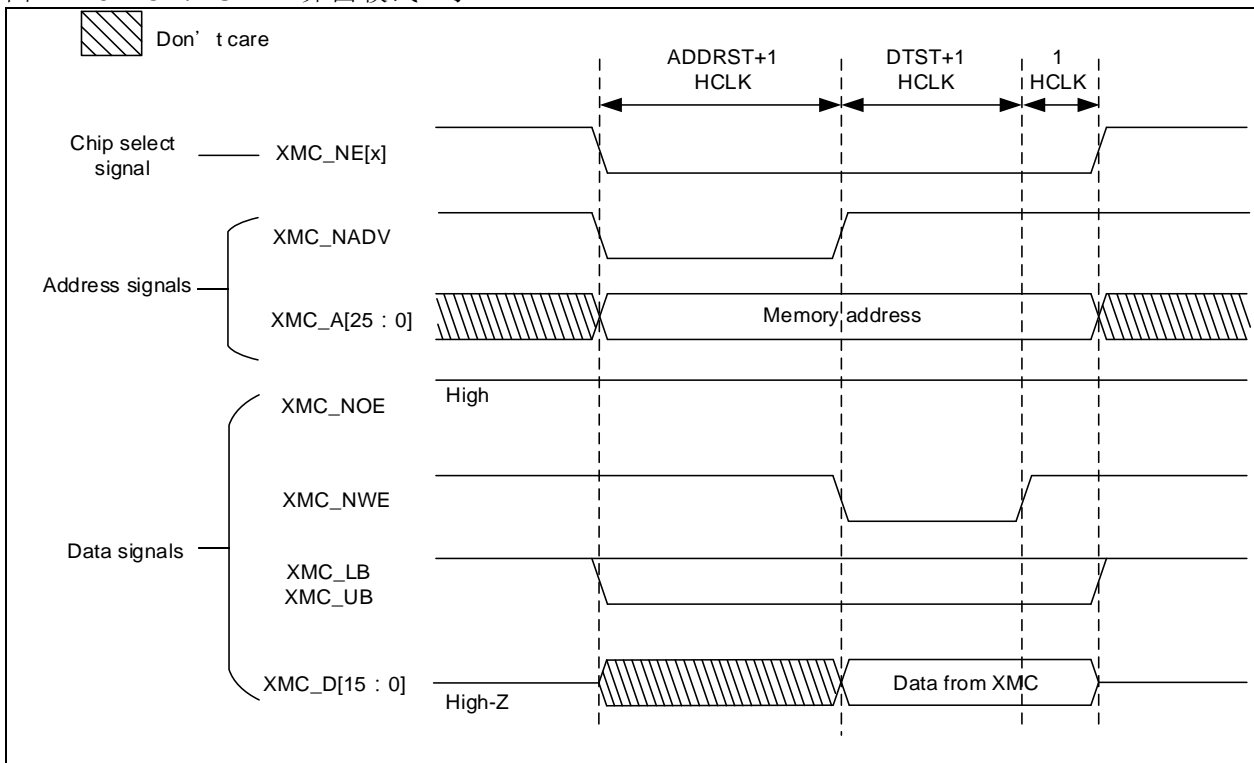 Don't care
ADDRST+1
HCLK
DTST+1
HCLK
1
HCLK
Chip select
signal
XMC_NE[x]
Address signals
XMC_NADV
XMC_A[25 : 0]
Memory address
Data signals
XMC_NOE
High
XMC_NWE
XMC_LB
XMC_UB
XMC_D[15 : 0]
High-Z
Data from XMC